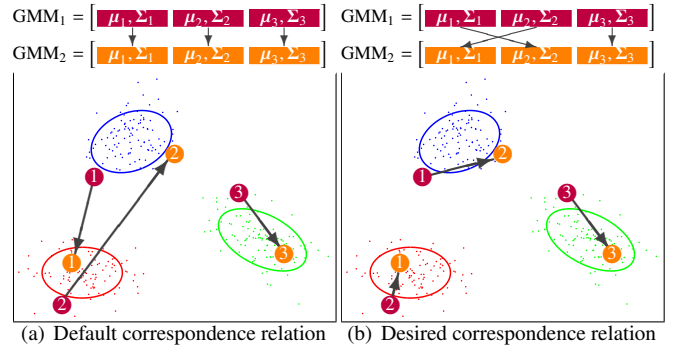 GMM₁ = [ μ₁, Σ₁ μ₂, Σ₂ μ₃, Σ₃ ] GMM₁ = [ μ₁, Σ₁ μ₂, Σ₂ μ₃, Σ₃ ]
GMM₂ = [ μ₁, Σ₁ μ₂, Σ₂ μ₃, Σ₃ ] GMM₂ = [ μ₁, Σ₁ μ₂, Σ₂ μ₃, Σ₃ ]
2 2
1 1
3 3
3 3
1 1
2 2
(a) Default correspondence relation (b) Desired correspondence relation